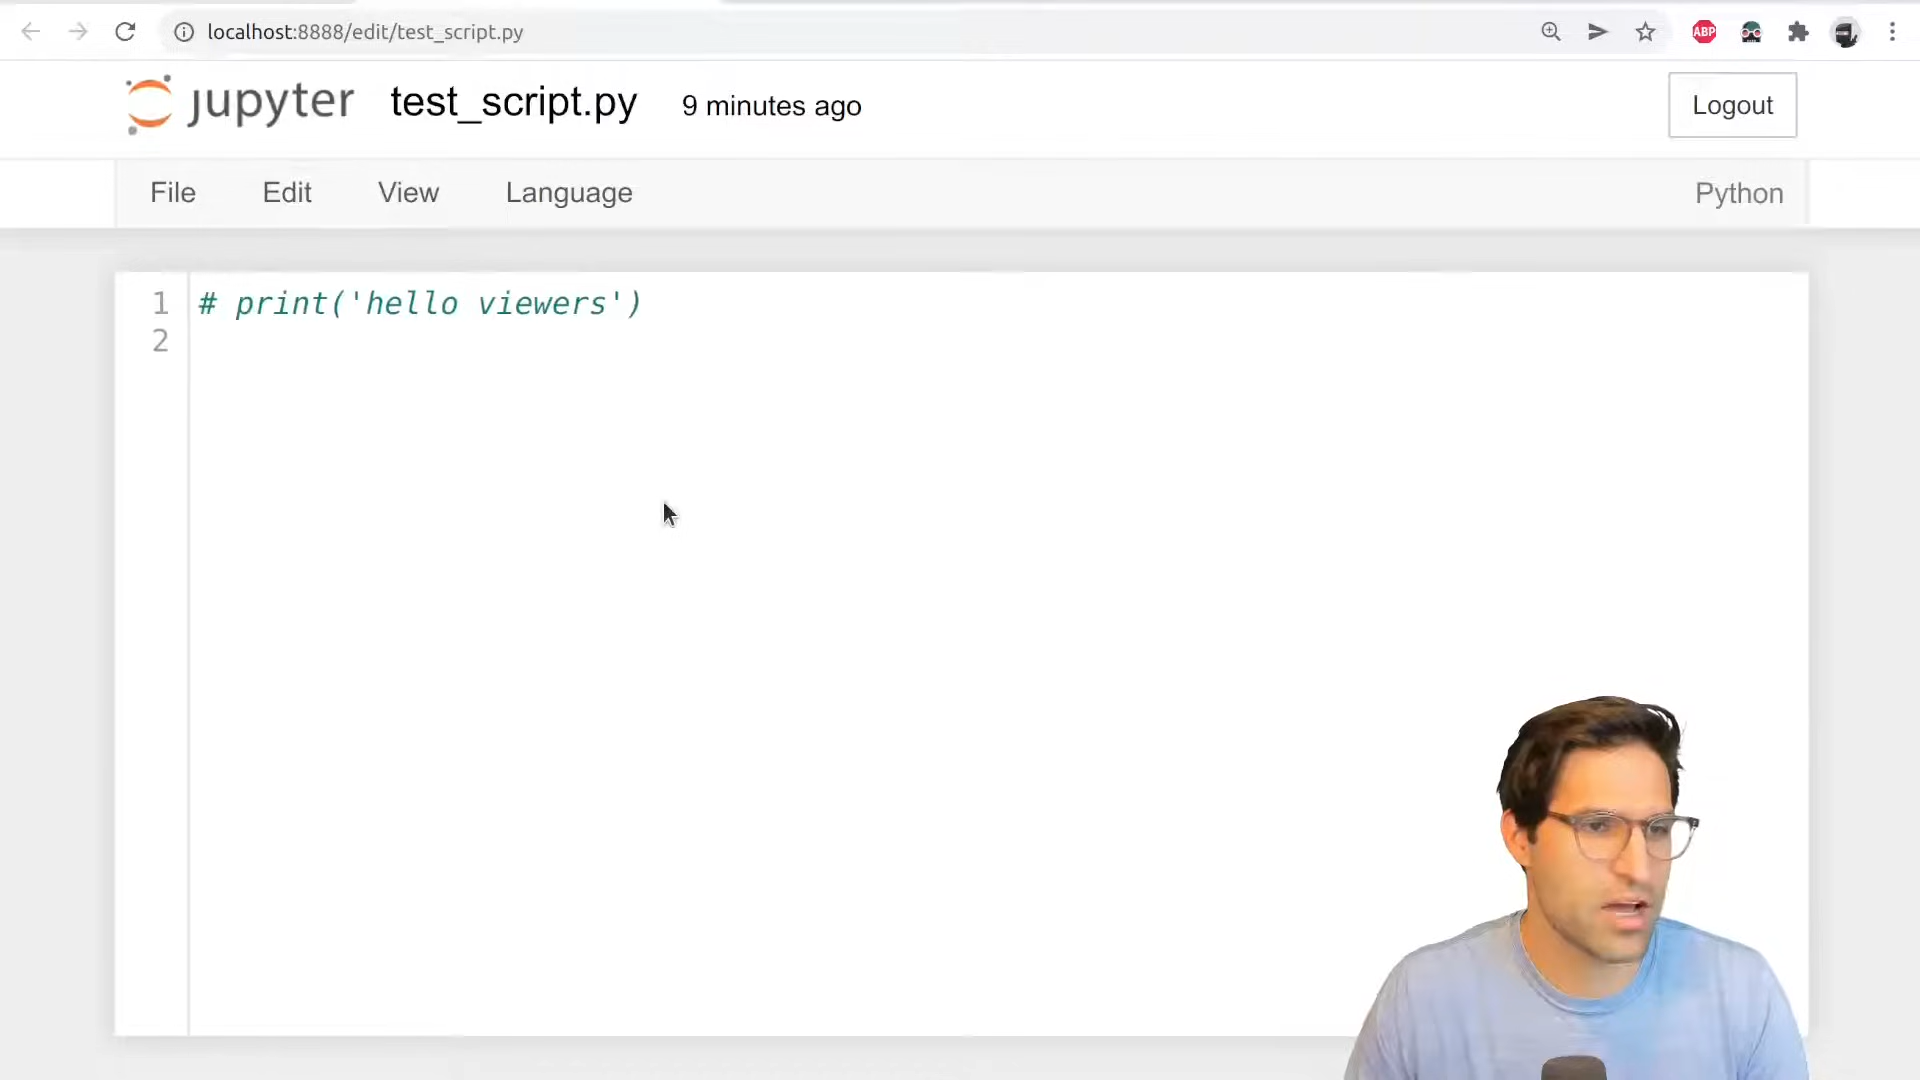 localhost:8888/edit/test_script.py
ABP
jupyter test_script.py 9 minutes ago Logout
File Edit View Language Python
1 # print('hello viewers')
2